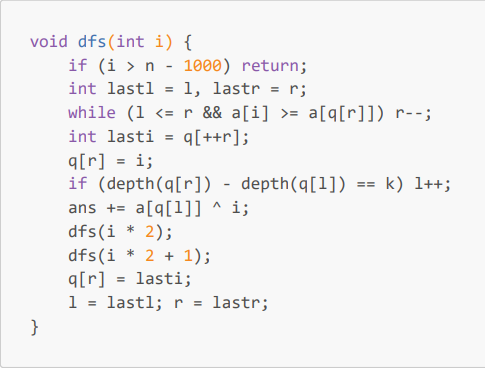 void dfs(int i) {
    if (i > n - 1000) return;
    int lastl = l, lastr = r;
    while (l <= r && a[i] >= a[q[r]]) r--;
    int lasti = q[++r];
    q[r] = i;
    if (depth(q[r]) - depth(q[l]) == k) l++;
    ans += a[q[l]] ^ i;
    dfs(i * 2);
    dfs(i * 2 + 1);
    q[r] = lasti;
    l = lastl; r = lastr;
}